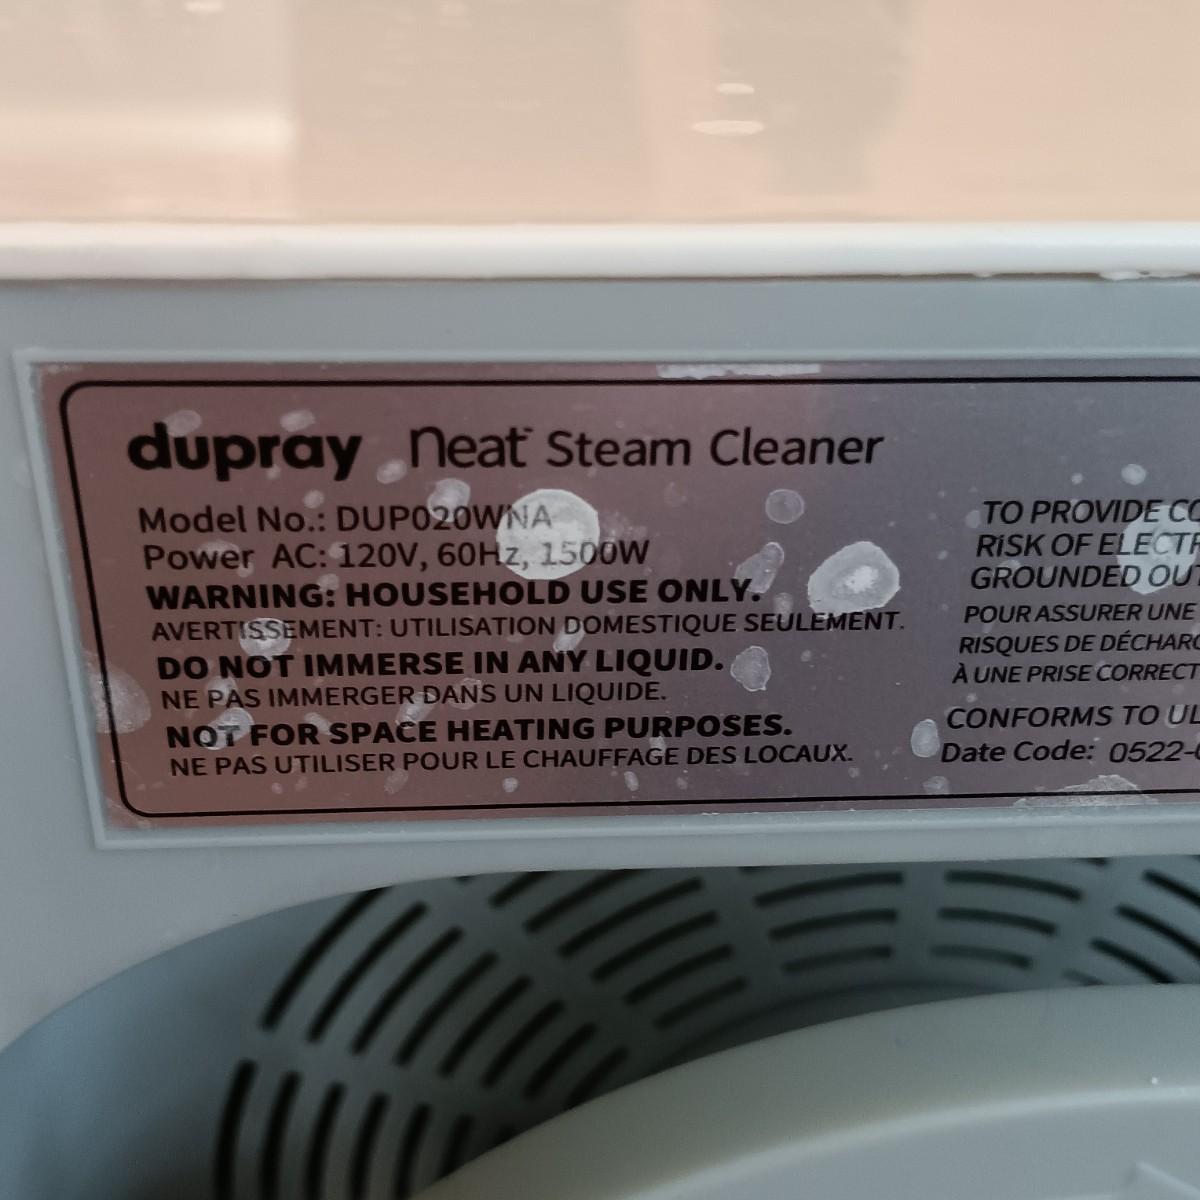 dupray neat Steam Cleaner
Model No.: DUP020WNA
Power AC: 120V, 60Hz, 1500W
WARNING: HOUSEHOLD USE ONLY.
AVERTISSEMENT: UTILISATION DOMESTIQUE SEULEMENT.
DO NOT IMMERSE IN ANY LIQUID.
NE PAS IMMERGER DANS UN LIQUIDE.
NOT FOR SPACE HEATING PURPOSES.
NE PAS UTILISER POUR LE CHAUFFAGE DES LOCAUX.
TO PROVIDE
RISK OF
GROUNDED
POUR ASSURER UNE
RISQUES DE
À UNE PRISE
CONFORMS TO UL
Date Code: 0522-